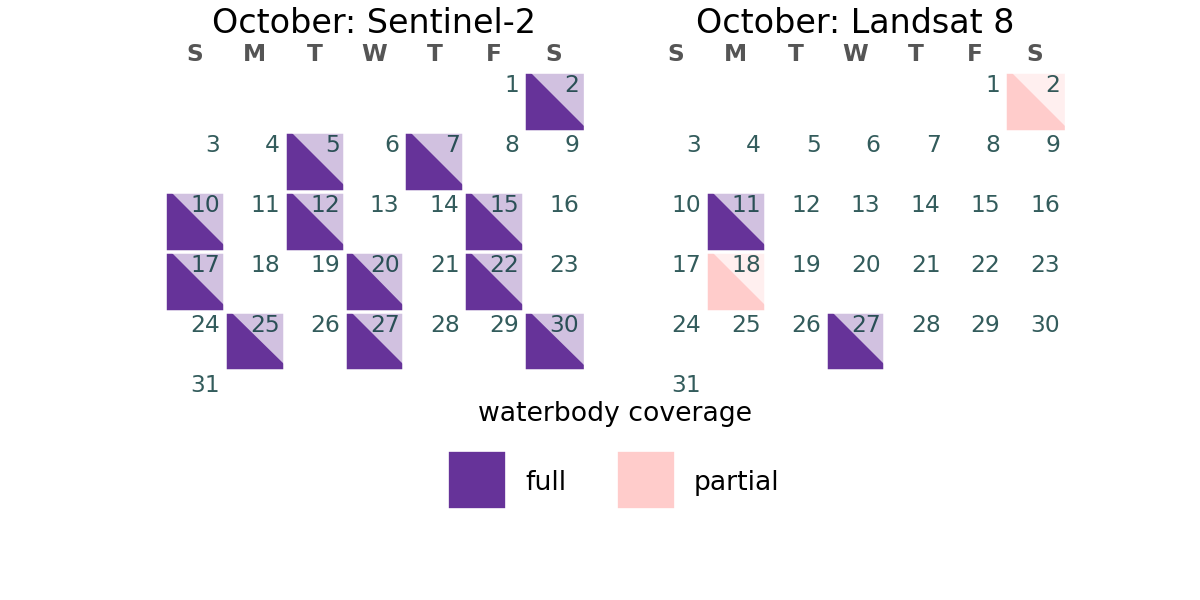 October: Sentinel-2
S M T W T F S
1 2
3 4 5 6 7 8 9
10 11 12 13 14 15 16
17 18 19 20 21 22 23
24 25 26 27 28 29 30
31
October: Landsat 8
S M T W T F S
1 2
3 4 5 6 7 8 9
10 11 12 13 14 15 16
17 18 19 20 21 22 23
24 25 26 27 28 29 30
31
waterbody coverage
full partial